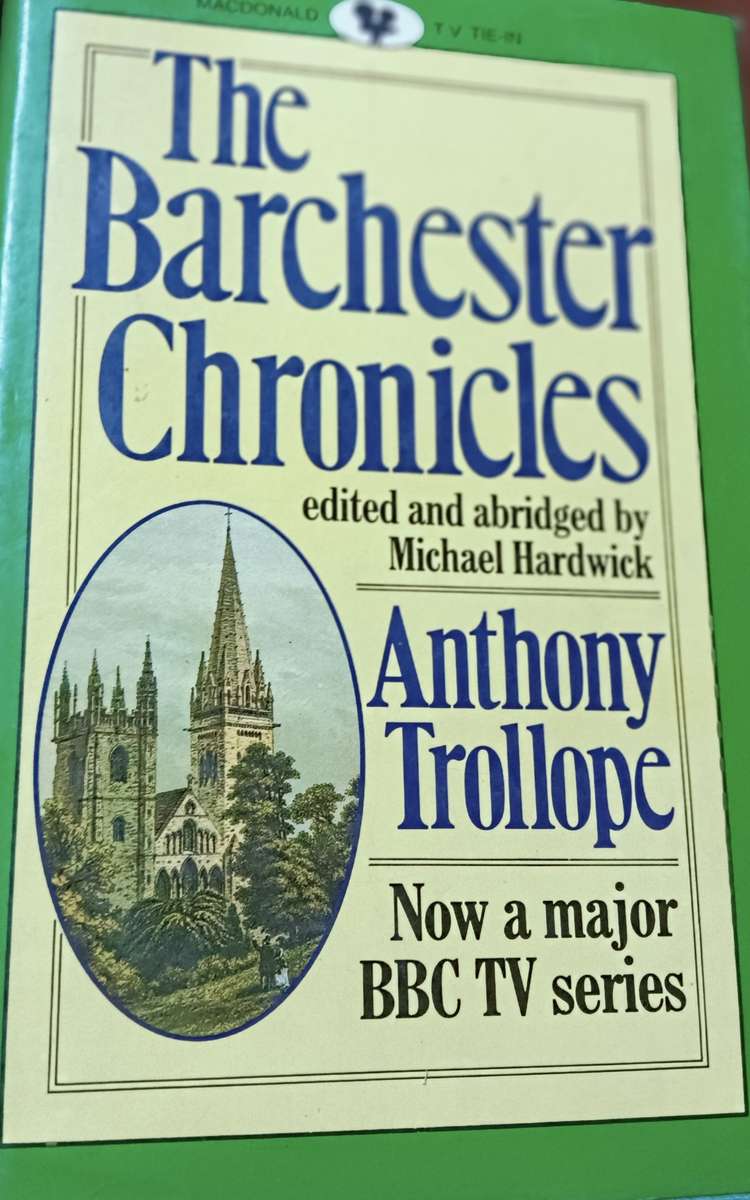 MACDONALD T V TIE-IN
The
Barchester
Chronicles
edited and abridged by
Michael Hardwick
Anthony
Trollope
Now a major
BBC TV series